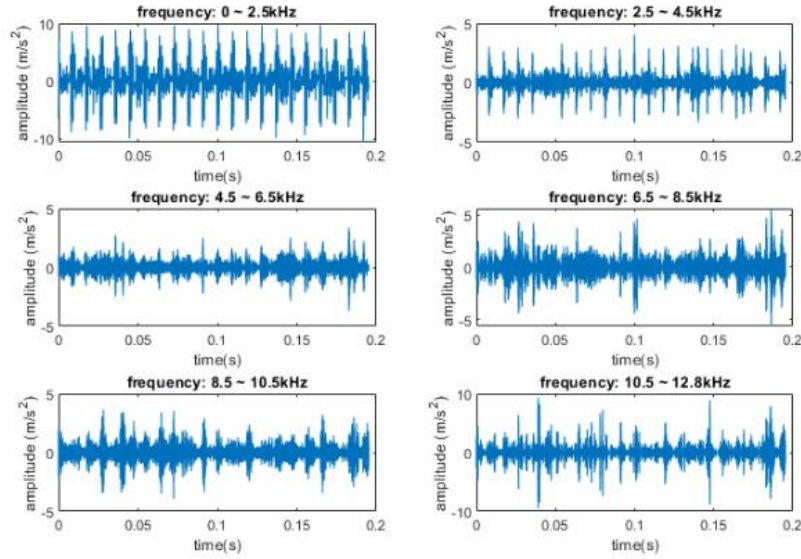 frequency: 0 ~ 2.5kHz
10
0
-10
amplitude (m/s²)
0 0.05 0.1 0.15 0.2
time(s)
frequency: 2.5 ~ 4.5kHz
5
0
-5
amplitude (m/s²)
0 0.05 0.1 0.15 0.2
time(s)
frequency: 4.5 ~ 6.5kHz
5
0
-5
amplitude (m/s²)
0 0.05 0.1 0.15 0.2
time(s)
frequency: 6.5 ~ 8.5kHz
5
0
-5
amplitude (m/s²)
0 0.05 0.1 0.15 0.2
time(s)
frequency: 8.5 ~ 10.5kHz
5
0
-5
amplitude (m/s²)
0 0.05 0.1 0.15 0.2
time(s)
frequency: 10.5 ~ 12.8kHz
10
0
-10
amplitude (m/s²)
0 0.05 0.1 0.15 0.2
time(s)